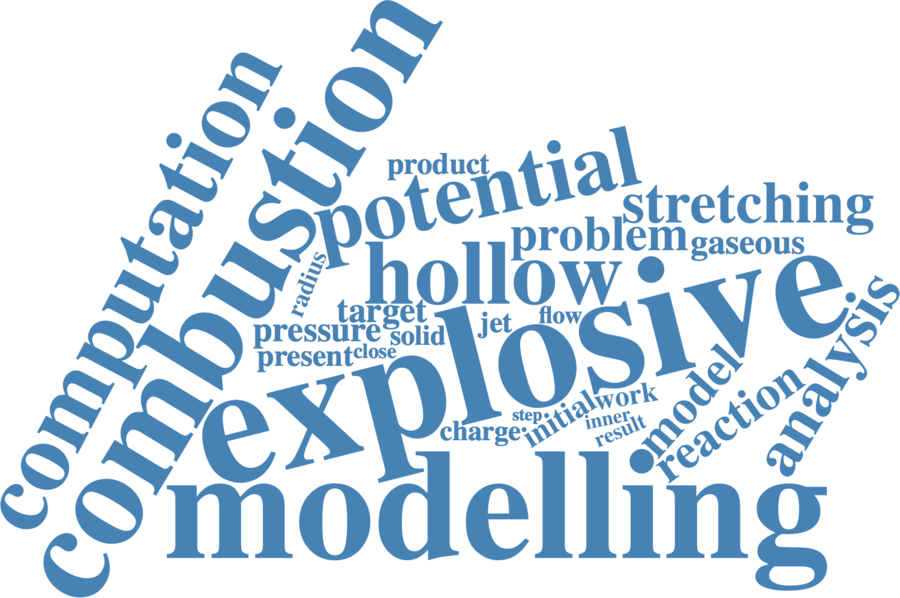 computation
combustion
product
potential
stretching
problem
gaseous
hollow
radius
target
pressure
solid
jet
flow
present
close
explosive
model
analysis
reaction
work
initial
step
inner
charge
result
modelling